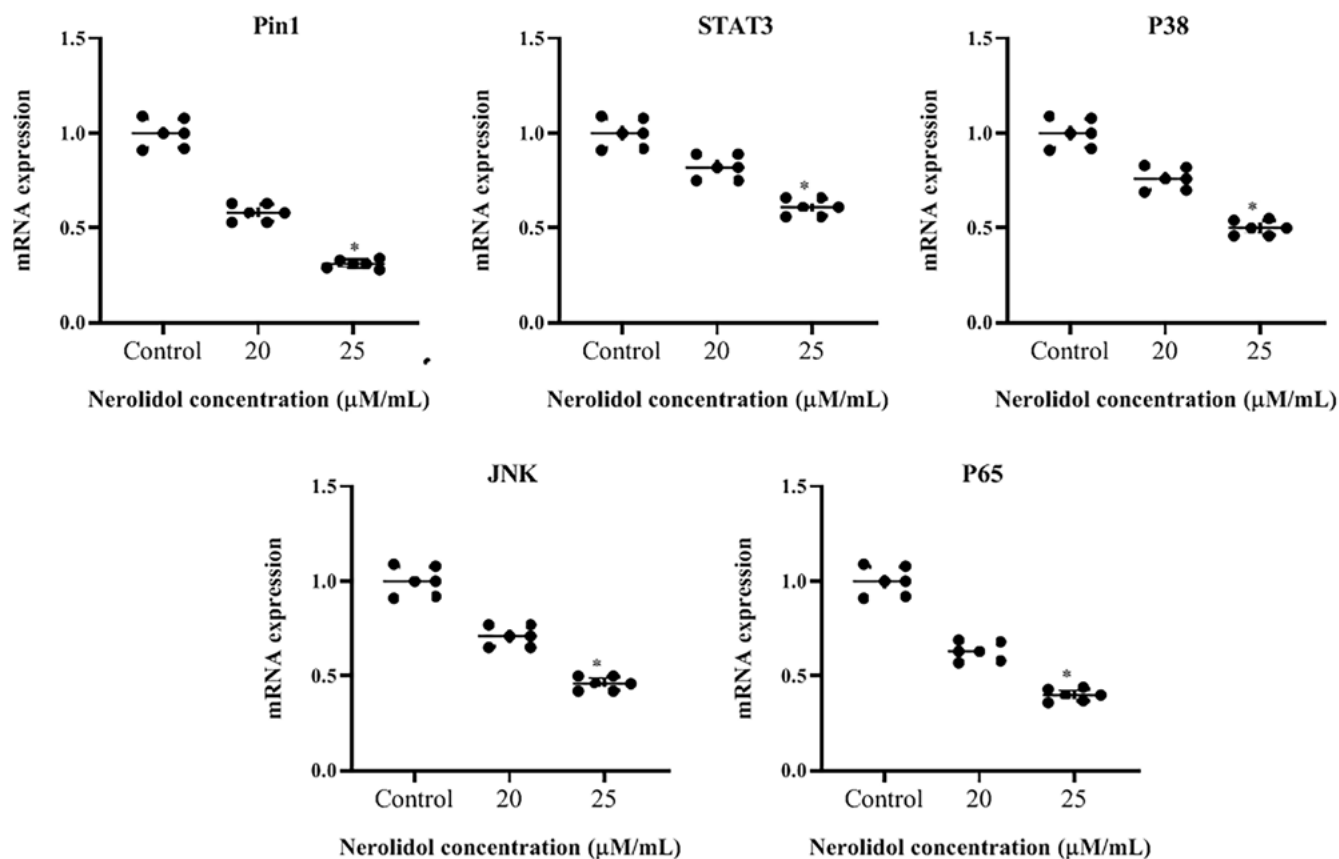 Pin1
STAT3
P38
mRNA expression
1.5
1.0
0.5
0.0
*
Control 20 25
Nerolidol concentration (μM/mL)
mRNA expression
1.5
1.0
0.5
0.0
*
Control 20 25
Nerolidol concentration (μM/mL)
mRNA expression
1.5
1.0
0.5
0.0
*
Control 20 25
Nerolidol concentration (μM/mL)
JNK
P65
mRNA expression
1.5
1.0
0.5
0.0
*
Control 20 25
Nerolidol concentration (μM/mL)
mRNA expression
1.5
1.0
0.5
0.0
*
Control 20 25
Nerolidol concentration (μM/mL)